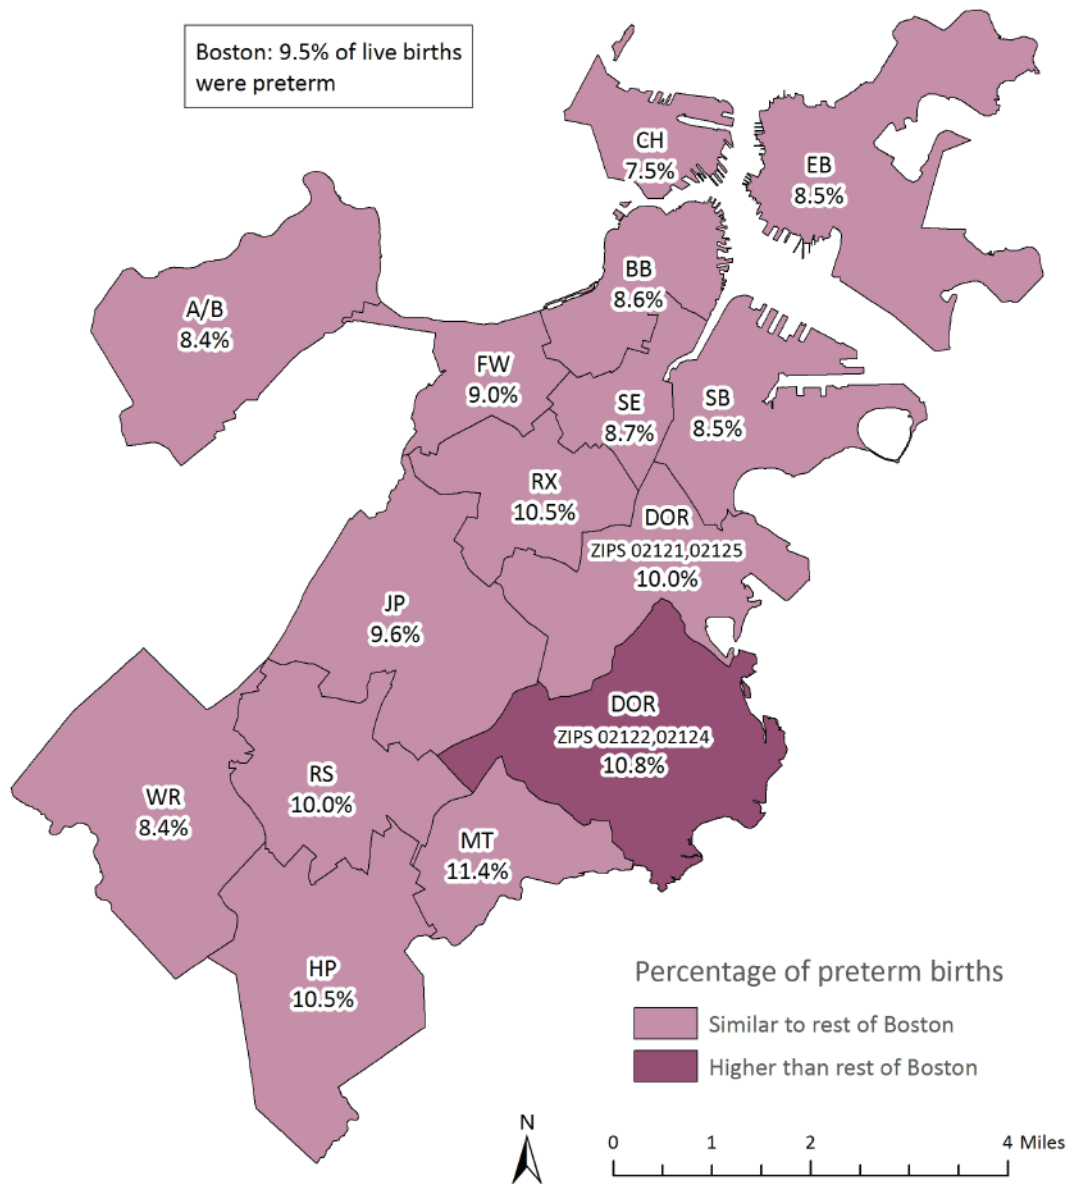 Boston: 9.5% of live births
were preterm
CH
7.5%
EB
8.5%
BB
8.6%
A/B
8.4%
FW
9.0%
SE
8.7%
SB
8.5%
RX
10.5%
DOR
ZIPS 02121,02125
10.0%
JP
9.6%
DOR
ZIPS 02122,02124
10.8%
RS
10.0%
WR
8.4%
MT
11.4%
HP
10.5%
Percentage of preterm births
Similar to rest of Boston
Higher than rest of Boston
N
0 1 2 4 Miles